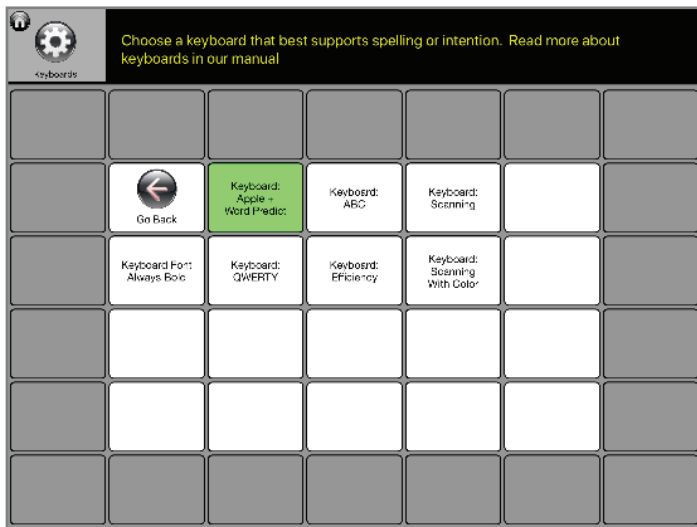 Choose a keyboard that best supports spelling or intention.  Read more about
keyboards in our manual
Keyboards
Go Back
Keyboard:
Apple +
Word Predict
Keyboard:
ABC
Keyboard:
Scanning
Keyboard Font
Always Bold
Keyboard:
QWERTY
Keyboard:
Efficiency
Keyboard:
Scanning
With Color